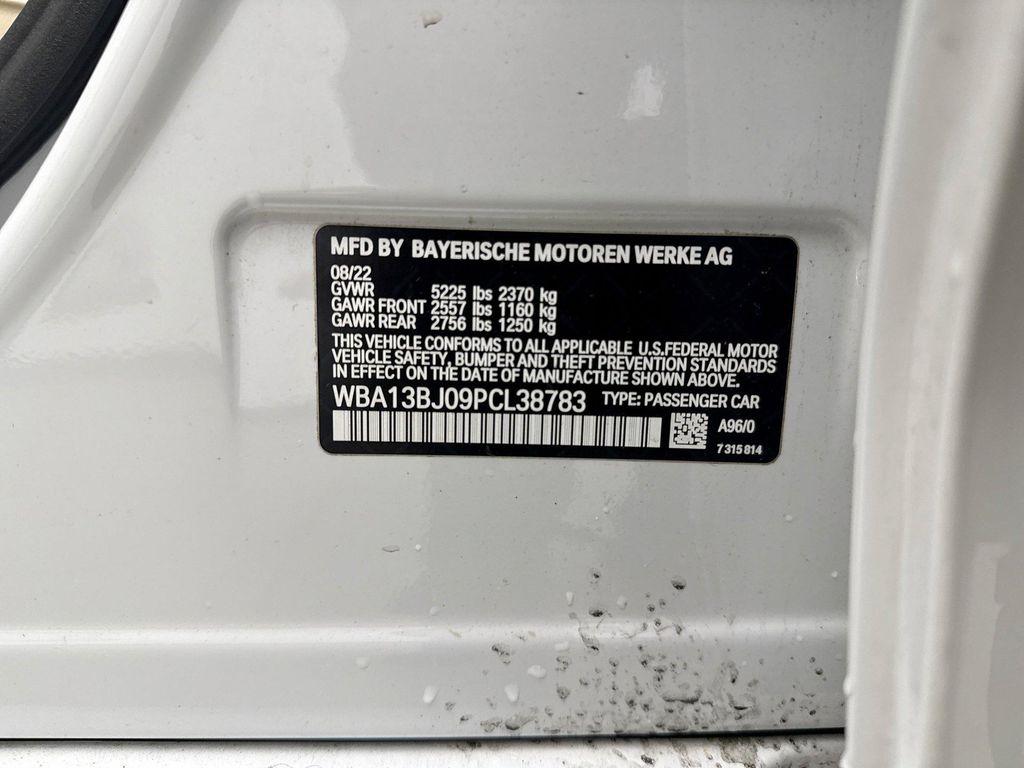 MFD BY BAYERISCHE MOTOREN WERKE AG
08/22
GVWR 5225 lbs 2370 kg
GAWR FRONT 2557 lbs 1160 kg
GAWR REAR 2756 lbs 1250 kg
THIS VEHICLE CONFORMS TO ALL APPLICABLE U.S.FEDERAL MOTOR
VEHICLE SAFETY, BUMPER AND THEFT PREVENTION STANDARDS
IN EFFECT ON THE DATE OF MANUFACTURE SHOWN ABOVE.
WBA13BJ09PCL38783 TYPE: PASSENGER CAR
A96/0
7 315 814